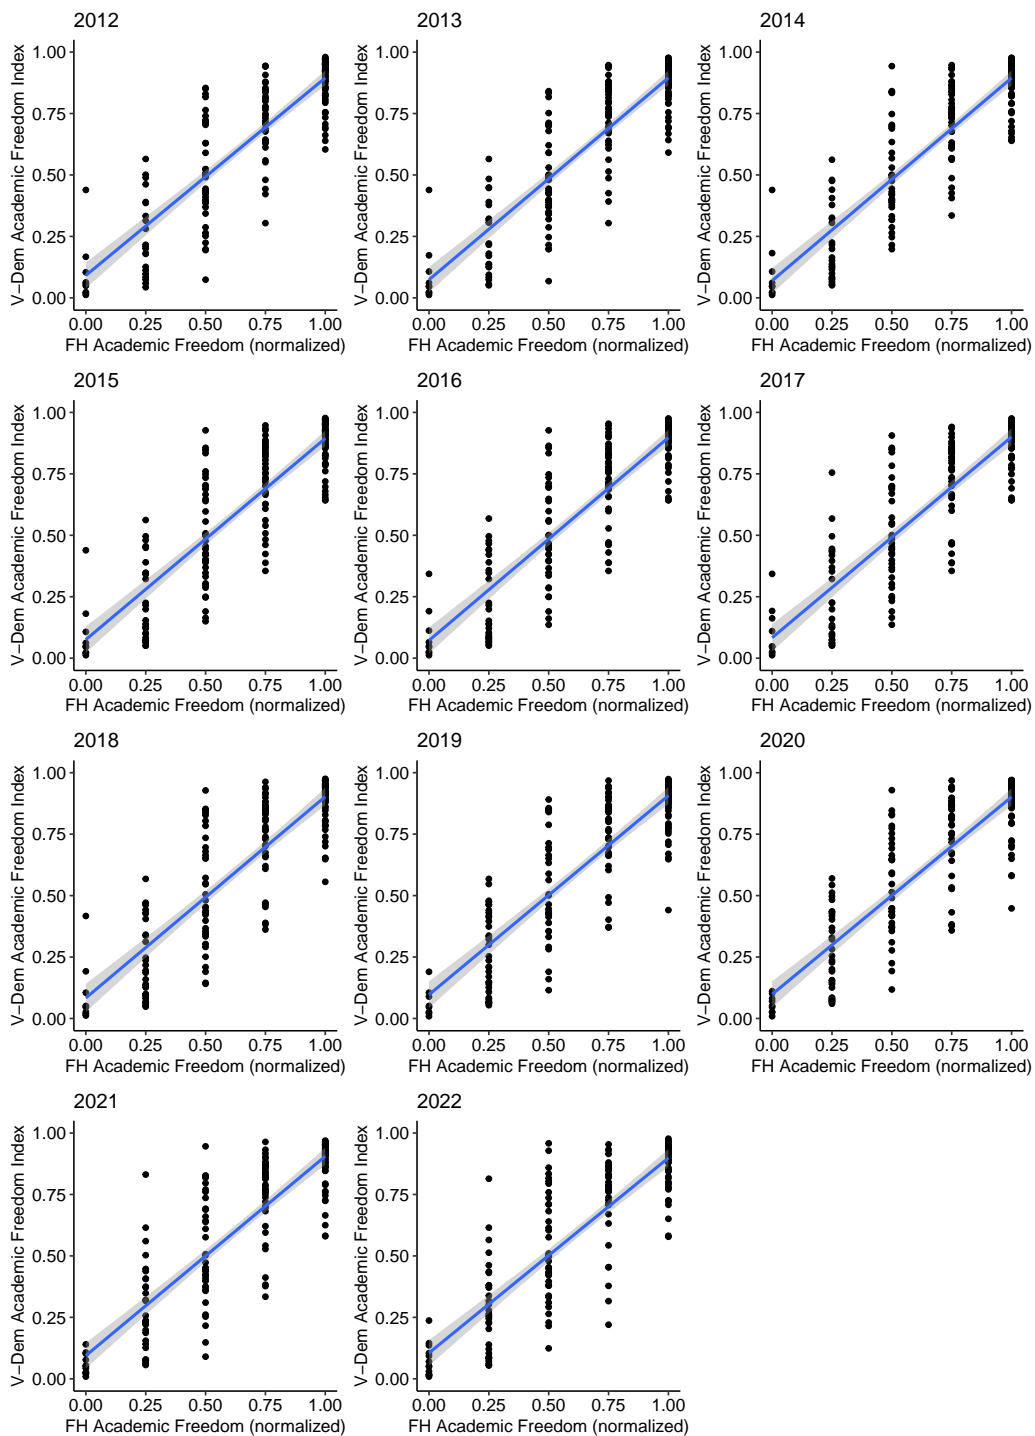 2012 2013 2014
V−Dem Academic Freedom Index V−Dem Academic Freedom Index V−Dem Academic Freedom Index
1.00 1.00 1.00
0.75 0.75 0.75
0.50 0.50 0.50
0.25 0.25 0.25
0.00 0.00 0.00
0.00 0.25 0.50 0.75 1.00 0.00 0.25 0.50 0.75 1.00 0.00 0.25 0.50 0.75 1.00
FH Academic Freedom (normalized) FH Academic Freedom (normalized) FH Academic Freedom (normalized)
2015 2016 2017
V−Dem Academic Freedom Index V−Dem Academic Freedom Index V−Dem Academic Freedom Index
1.00 1.00 1.00
0.75 0.75 0.75
0.50 0.50 0.50
0.25 0.25 0.25
0.00 0.00 0.00
0.00 0.25 0.50 0.75 1.00 0.00 0.25 0.50 0.75 1.00 0.00 0.25 0.50 0.75 1.00
FH Academic Freedom (normalized) FH Academic Freedom (normalized) FH Academic Freedom (normalized)
2018 2019 2020
V−Dem Academic Freedom Index V−Dem Academic Freedom Index V−Dem Academic Freedom Index
1.00 1.00 1.00
0.75 0.75 0.75
0.50 0.50 0.50
0.25 0.25 0.25
0.00 0.00 0.00
0.00 0.25 0.50 0.75 1.00 0.00 0.25 0.50 0.75 1.00 0.00 0.25 0.50 0.75 1.00
FH Academic Freedom (normalized) FH Academic Freedom (normalized) FH Academic Freedom (normalized)
2021 2022
V−Dem Academic Freedom Index V−Dem Academic Freedom Index
1.00 1.00
0.75 0.75
0.50 0.50
0.25 0.25
0.00 0.00
0.00 0.25 0.50 0.75 1.00 0.00 0.25 0.50 0.75 1.00
FH Academic Freedom (normalized) FH Academic Freedom (normalized)